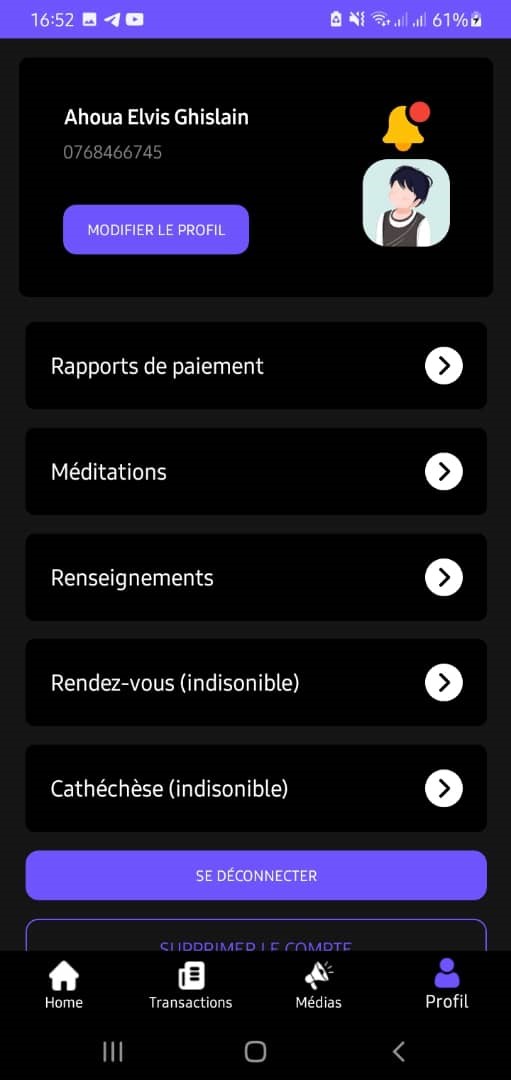 16:52
61%
Ahoua Elvis Ghislain
0768466745
MODIFIER LE PROFIL
Rapports de paiement
Méditations
Renseignements
Rendez-vous (indisonible)
Cathéchèse (indisonible)
SE DÉCONNECTER
SUPPRIMER LE COMPTE
Home Transactions Médias Profil